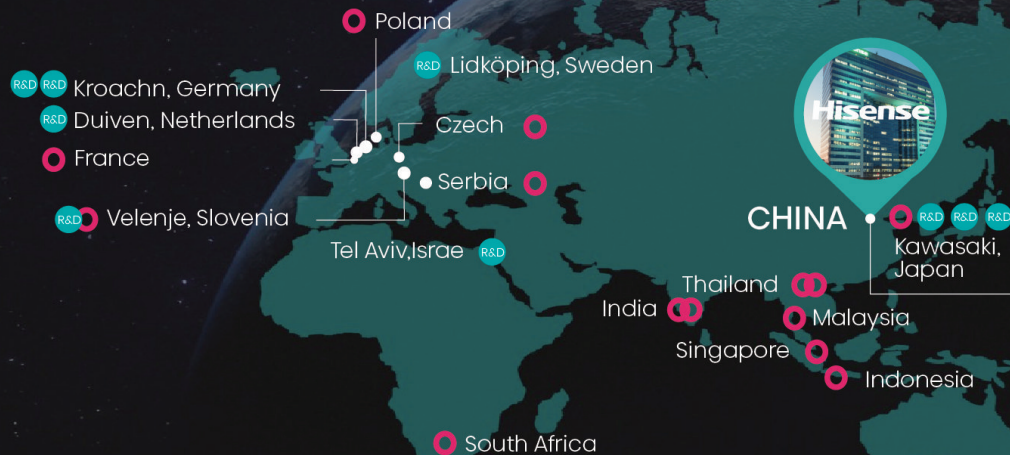 Poland
R&D Lidköping, Sweden
R&D R&D Kroachn, Germany
R&D Duiven, Netherlands
France
Czech
Serbia
R&D Velenje, Slovenia
Tel Aviv,Israe R&D
Hisense
CHINA
R&D R&D R&D
Kawasaki,
Japan
Thailand
India
Malaysia
Singapore
Indonesia
South Africa